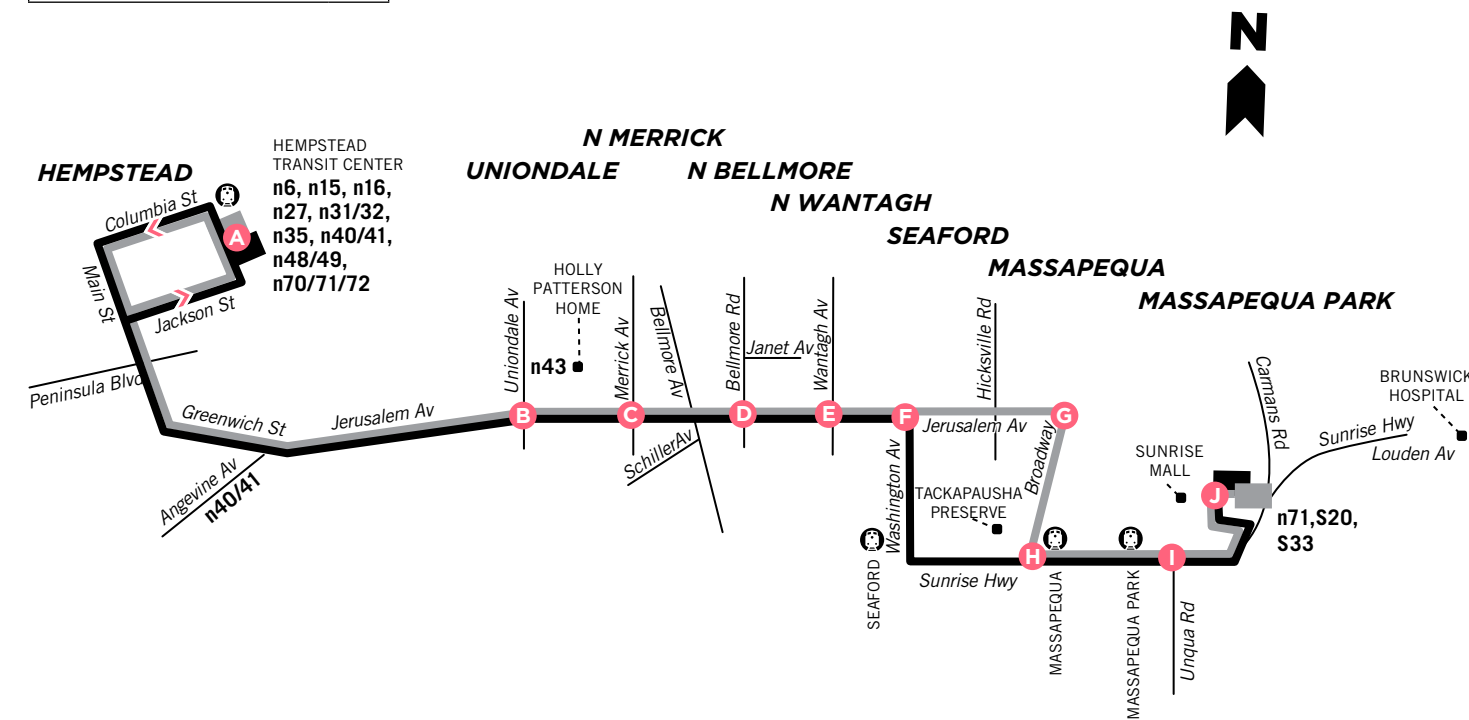 N
N MERRICK
HEMPSTEAD
UNIONDALE
N BELLMORE
N WANTAGH
SEAFORD
MASSAPEQUA
MASSAPEQUA PARK
HEMPSTEAD
TRANSIT CENTER
n6, n15, n16,
n27, n31/32,
n35, n40/41,
n48/49,
n70/71/72
Columbia St
A
Main St
Jackson St
Peninsula Blvd
Greenwich St
Jerusalem Av
Angevine Av
n40/41
HOLLY
PATTERSON
HOME
n43
Uniondale Av
Merrick Av
Bellmore Av
Bellmore Rd
Janet Av
Wantagh Av
Hicksville Rd
B
C
D
E
F
G
Schiller Av
Jerusalem Av
Washington Av
Broadway
TACKAPAUSHA
PRESERVE
SEAFORD
Sunrise Hwy
H
MASSAPEQUA
MASSAPEQUA PARK
I
Unqua Rd
SUNRISE
MALL
J
Carmans Rd
n71,S20,
S33
Sunrise Hwy
Louden Av
BRUNSWICK
HOSPITAL